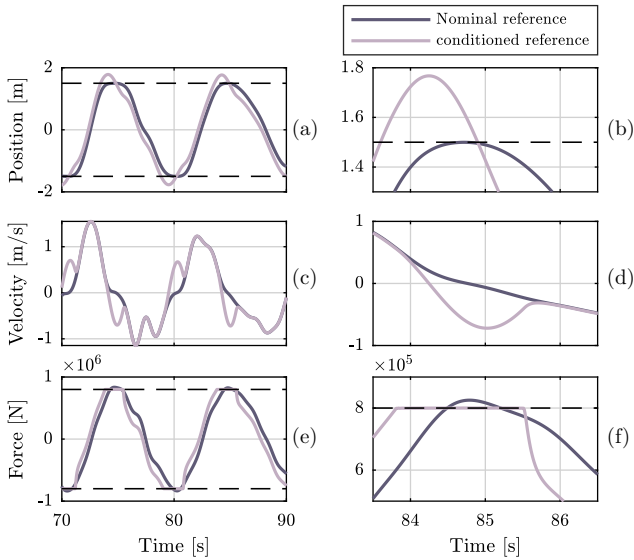 Nominal reference
conditioned reference
Position [m]
2
0
-2
(a)
1.8
1.6
1.4
(b)
Velocity [m/s]
1
0
-1
(c)
1
0
-1
(d)
×10^6
Force [N]
1
0
-1
(e)
70 80 90
Time [s]
×10^5
8
6
(f)
84 85 86
Time [s]